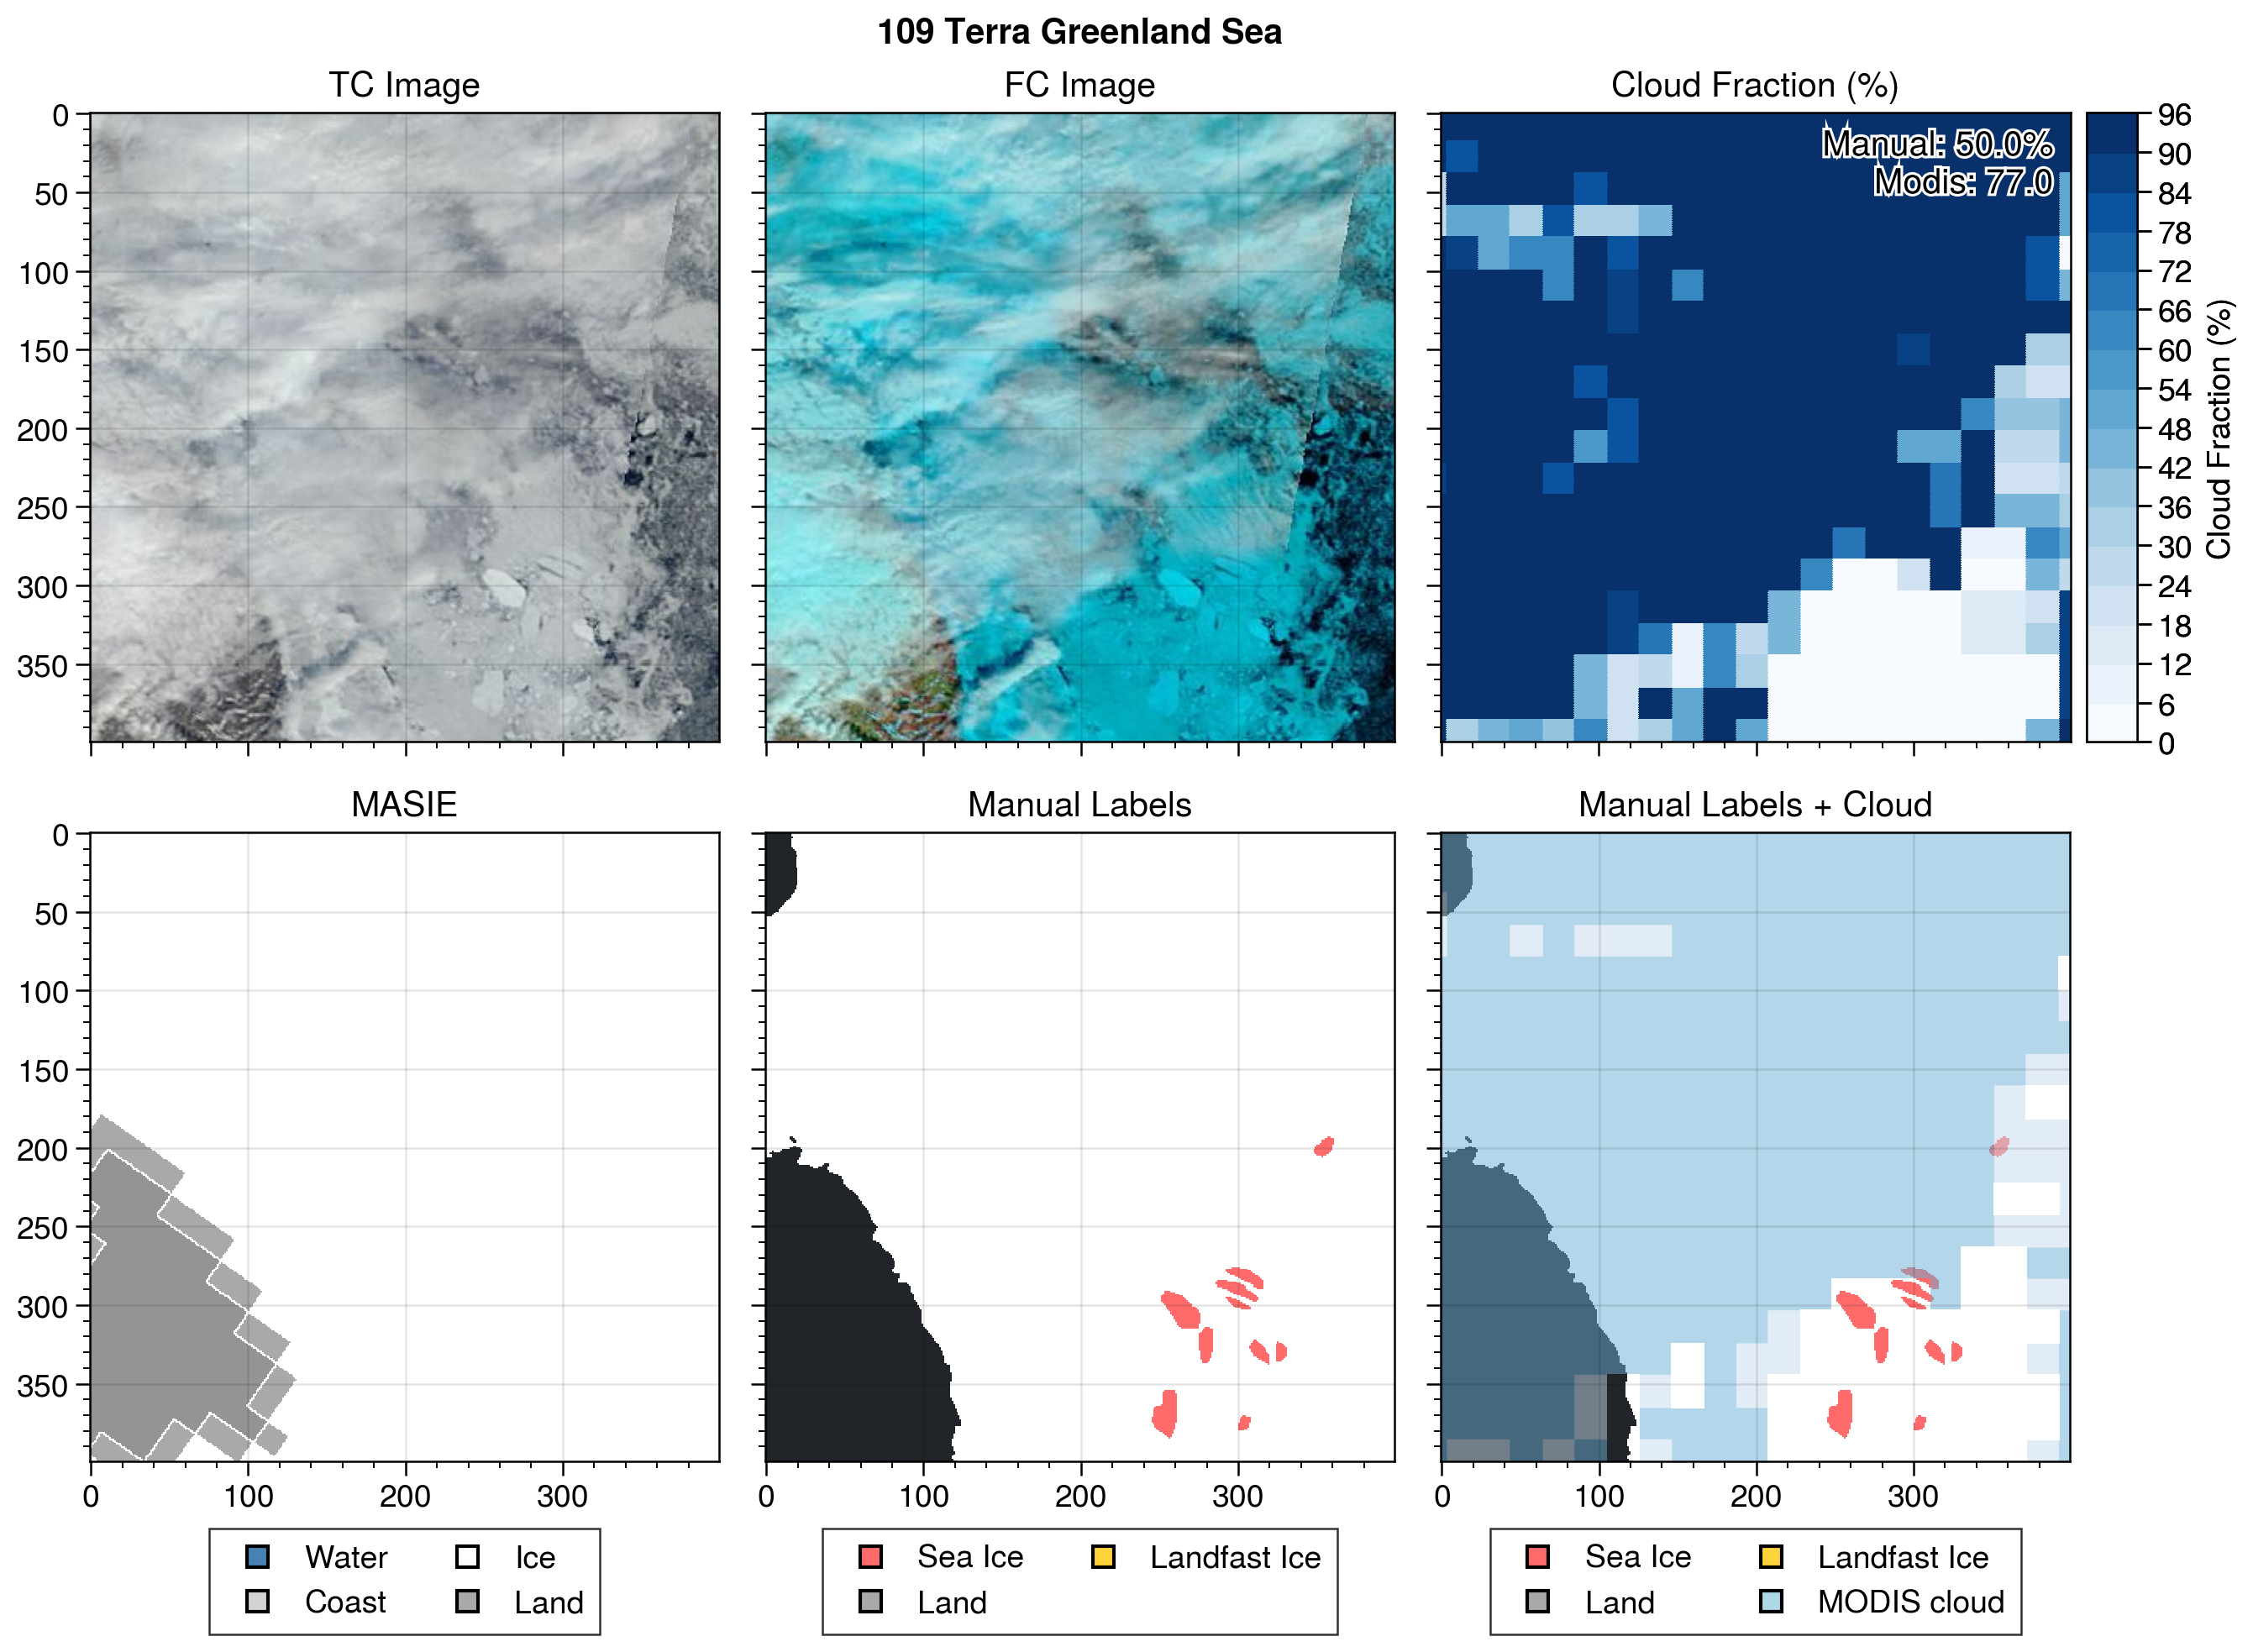 109 Terra Greenland Sea
TC Image
FC Image
Cloud Fraction (%)
0
50
100
150
200
250
300
350
Manual: 50.0%
Modis: 77.0
96
90
84
78
72
66
60
54
48
42
36
30
24
18
12
6
0
Cloud Fraction (%)
MASIE
Manual Labels
Manual Labels + Cloud
0
50
100
150
200
250
300
350
0 100 200 300
0 100 200 300
0 100 200 300
Water Ice
Coast Land
Sea Ice Landfast Ice
Land
Sea Ice Landfast Ice
Land MODIS cloud